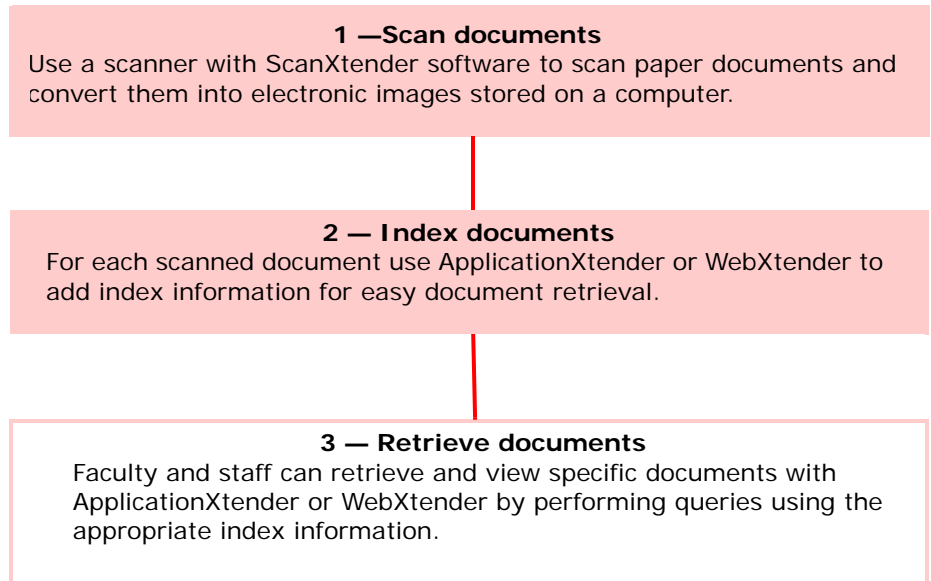 1 —Scan documents
Use a scanner with ScanXtender software to scan paper documents and
convert them into electronic images stored on a computer.
2 — Index documents
For each scanned document use ApplicationXtender or WebXtender to
add index information for easy document retrieval.
3 — Retrieve documents
Faculty and staff can retrieve and view specific documents with
ApplicationXtender or WebXtender by performing queries using the
appropriate index information.